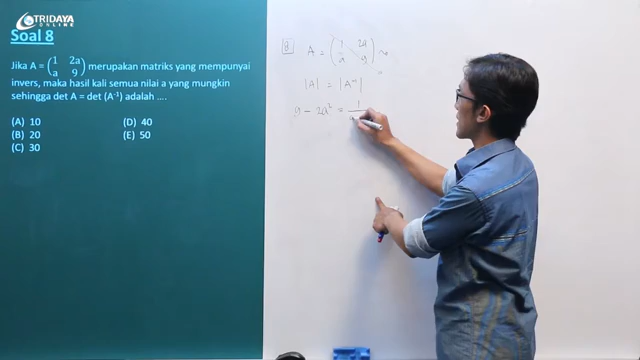 TRIDAYA
ONLINE
Soal 8
Jika A = (1 2a
a 9) merupakan matriks yang mempunyai
invers, maka hasil kali semua nilai a yang mungkin
sehingga det A = det (A⁻¹) adalah ....
(A) 10 (D) 40
(B) 20 (E) 50
(C) 30
8 A = (1 2a
a 9)
|A| = |A⁻¹|
9 - 2a² = 1